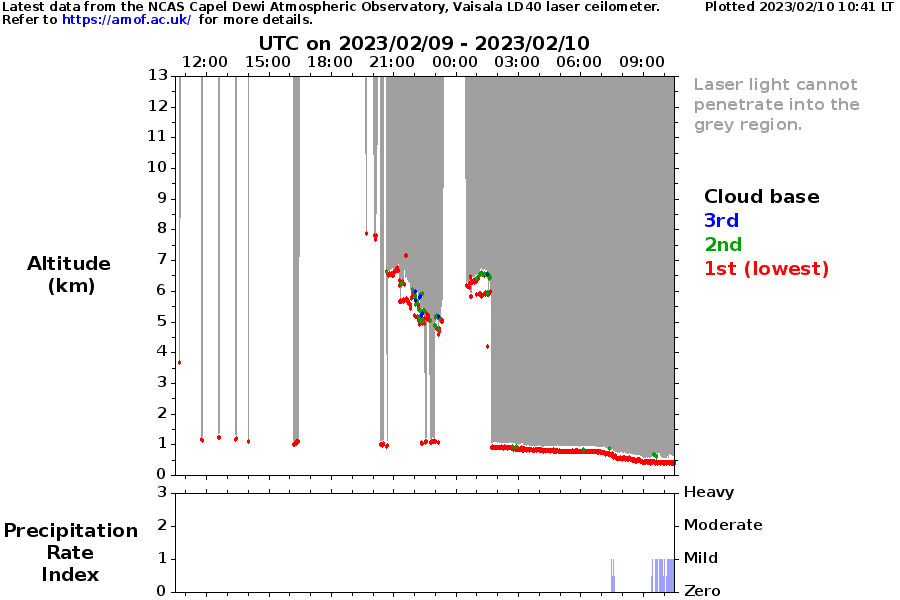 Latest data from the NCAS Capel Dewi Atmospheric Observatory, Vaisala LD40 laser ceilometer.
Plotted 2023/02/10 10:41 LT
Refer to https://amof.ac.uk/ for more details.
UTC on 2023/02/09 - 2023/02/10
12:00 15:00 18:00 21:00 00:00 03:00 06:00 09:00
13
12
11
10
9
8
7
6
5
4
3
2
1
0
Altitude
(km)
Laser light cannot
penetrate into the
grey region.
Cloud base
3rd
2nd
1st (lowest)
3
2
1
0
Precipitation
Rate
Index
Heavy
Moderate
Mild
Zero